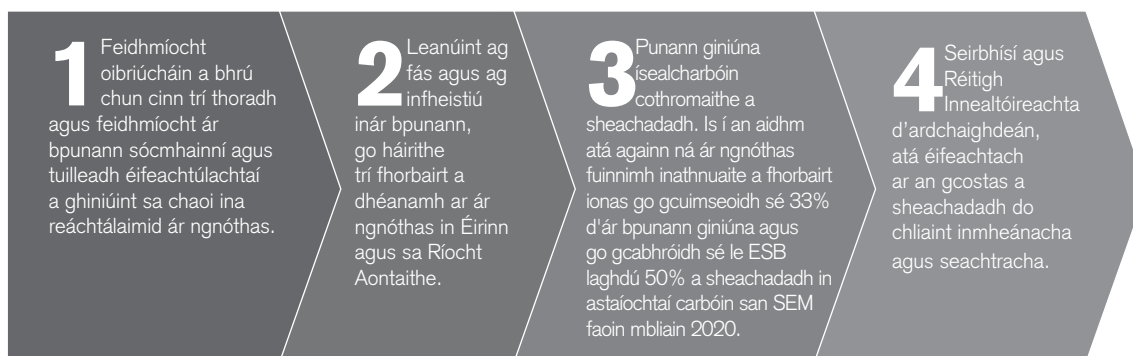 1 Feidhmíocht
oibriúcháin a bhrú
chun cinn trí thoradh
agus feidhmíocht ár
bpunann sócmhainní agus
tuilleadh éifeachtúlachtaí
a ghiniúint sa chaoi ina
reáchtálaimid ár ngnóthas.
2 Leanúint ag
fás agus ag
infheistiú
inár bpunann,
go háirithe
trí fhorbairt a
dhéanamh ar ár
ngnóthas in Éirinn
agus sa Ríocht
Aontaithe.
3 Punann giniúna
ísealcharbóin
cothromaithe a
sheachadadh. Is í an aidhm
atá againn ná ár ngnóthas
fuinnimh inathnuaite a fhorbairt
ionas go gcuimseoidh sé 33%
d'ár bpunann giniúna agus
go gcabhróidh sé le ESB
laghdú 50% a sheachadadh in
astaíochtaí carbóin san SEM
faoin mbliain 2020.
4 Seirbhísí agus
Réitigh
Innealtóireachta
d'ardchaighdeán,
atá éifeachtach
ar an gcostas a
sheachadadh do
chliaint inmheánacha
agus seachtracha.